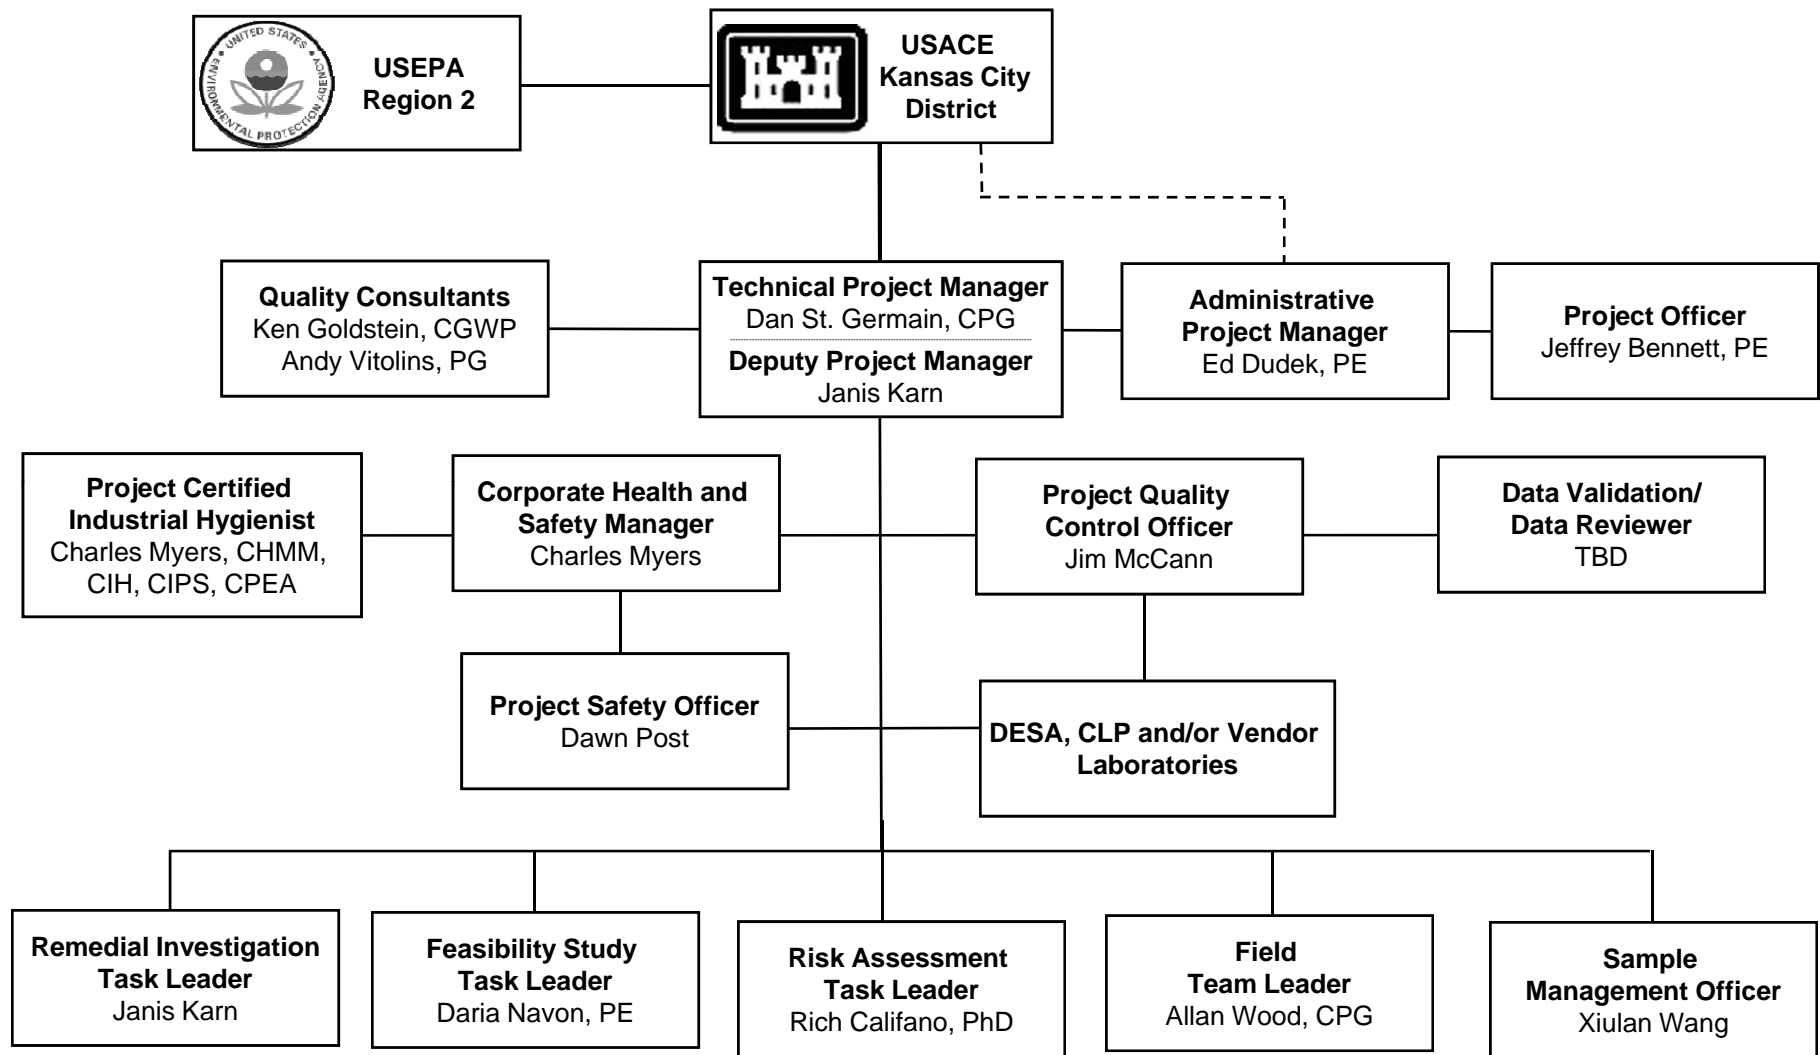 UNITED STATES
ENVIRONMENTAL PROTECTION AGENCY
USEPA
Region 2
USACE
Kansas City
District
Quality Consultants
Ken Goldstein, CGWP
Andy Vitolins, PG
Technical Project Manager
Dan St. Germain, CPG
Deputy Project Manager
Janis Karn
Administrative
Project Manager
Ed Dudek, PE
Project Officer
Jeffrey Bennett, PE
Project Certified
Industrial Hygienist
Charles Myers, CHMM,
CIH, CIPS, CPEA
Corporate Health and
Safety Manager
Charles Myers
Project Quality
Control Officer
Jim McCann
Data Validation/
Data Reviewer
TBD
Project Safety Officer
Dawn Post
DESA, CLP and/or Vendor
Laboratories
Remedial Investigation
Task Leader
Janis Karn
Feasibility Study
Task Leader
Daria Navon, PE
Risk Assessment
Task Leader
Rich Califano, PhD
Field
Team Leader
Allan Wood, CPG
Sample
Management Officer
Xiulan Wang